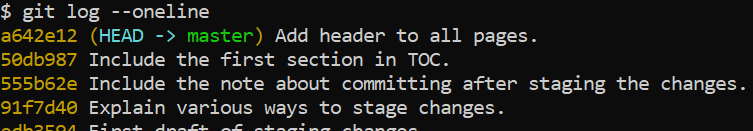 $ git log --oneline
a642e12 (HEAD -> master) Add header to all pages.
50db987 Include the first section in TOC.
555b62e Include the note about committing after staging the changes.
91f7d40 Explain various ways to stage changes.
edb3594 First draft of staging changes